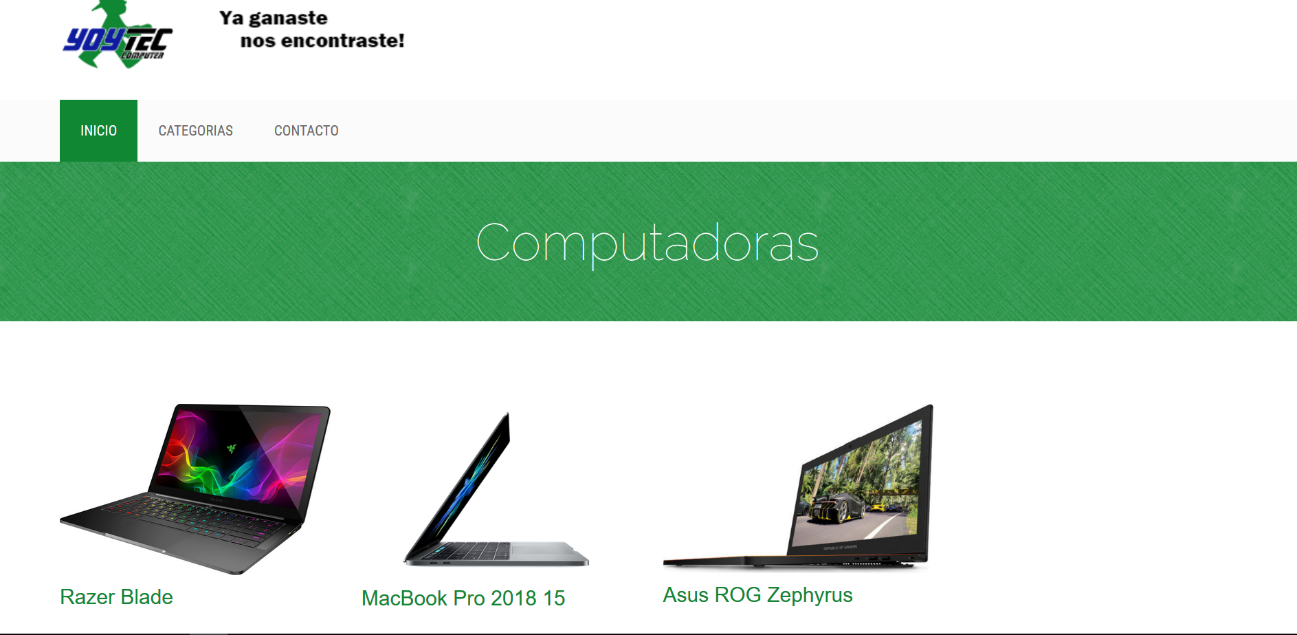 YOYTEC
COMPUTER
Ya ganaste
nos encontraste!
INICIO CATEGORIAS CONTACTO
Computadoras
Razer Blade
MacBook Pro 2018 15
Asus ROG Zephyrus